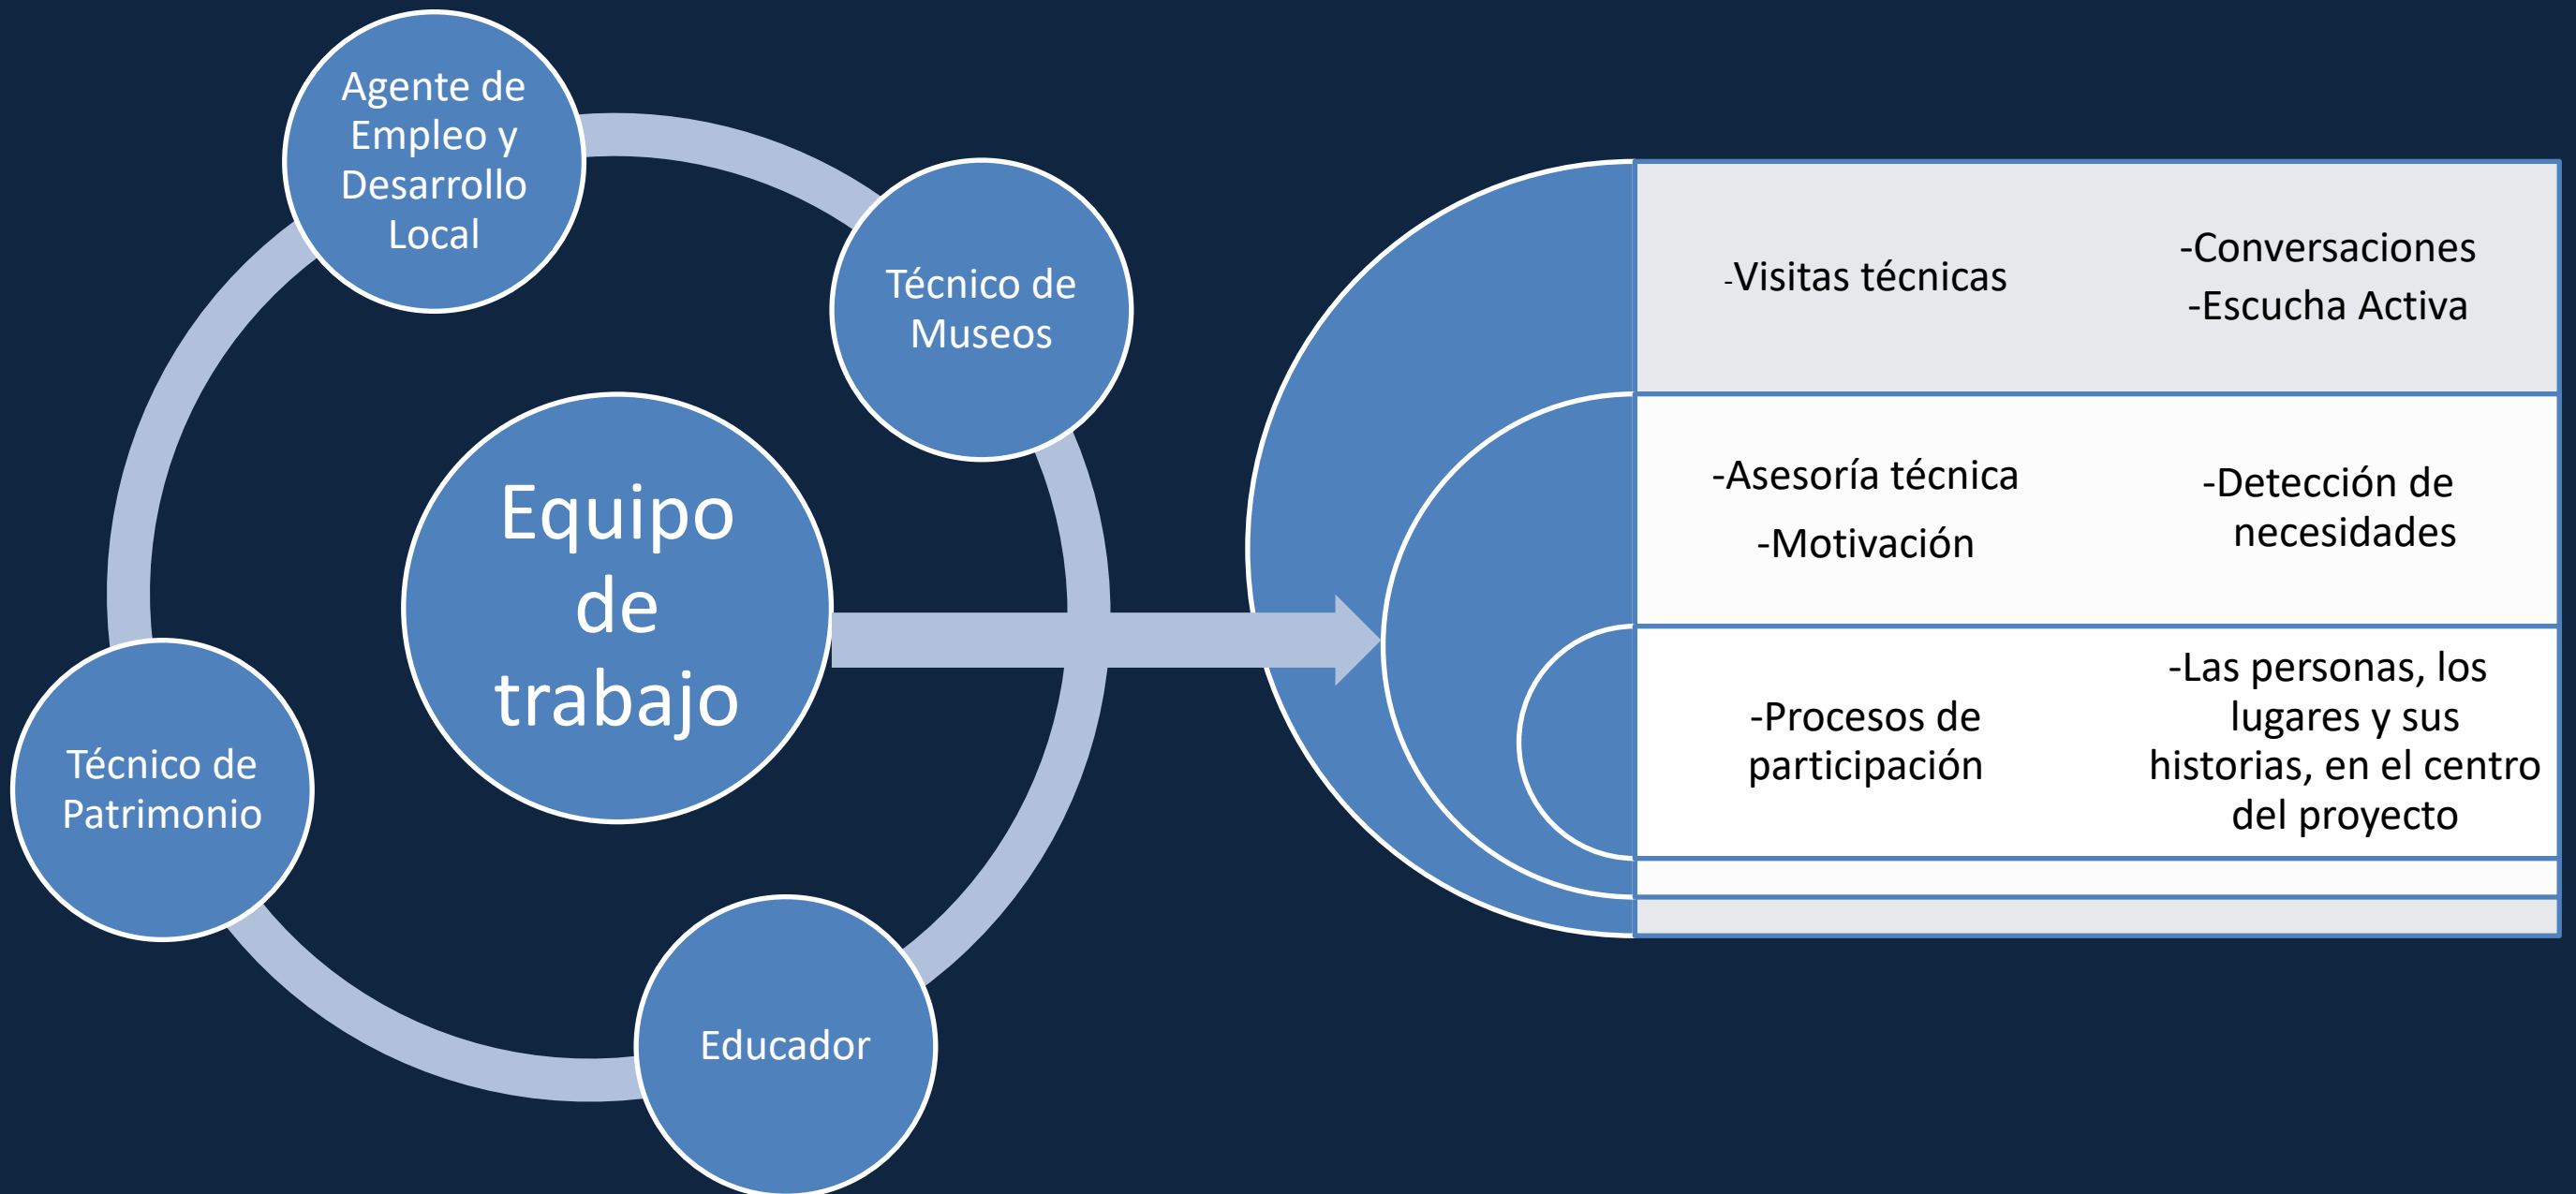 Agente de
Empleo y
Desarrollo
Local
Técnico de
Museos
Equipo
de
trabajo
Técnico de
Patrimonio
Educador
-Visitas técnicas
-Conversaciones
-Escucha Activa
-Asesoría técnica
-Motivación
-Detección de
necesidades
-Procesos de
participación
-Las personas, los
lugares y sus
historias, en el centro
del proyecto